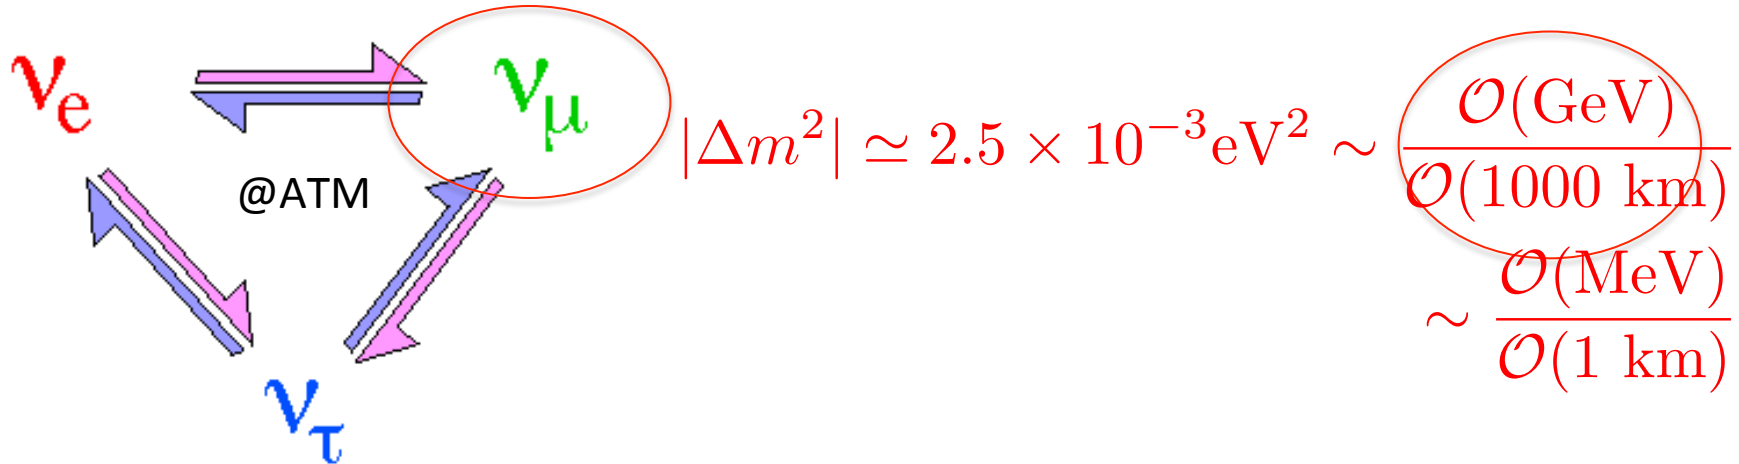 νe
νμ
@ATM
ντ
|Δm²| ≃ 2.5 × 10⁻³eV² ∼ 𝒪(GeV) / 𝒪(1000 km)
∼ 𝒪(MeV) / 𝒪(1 km)